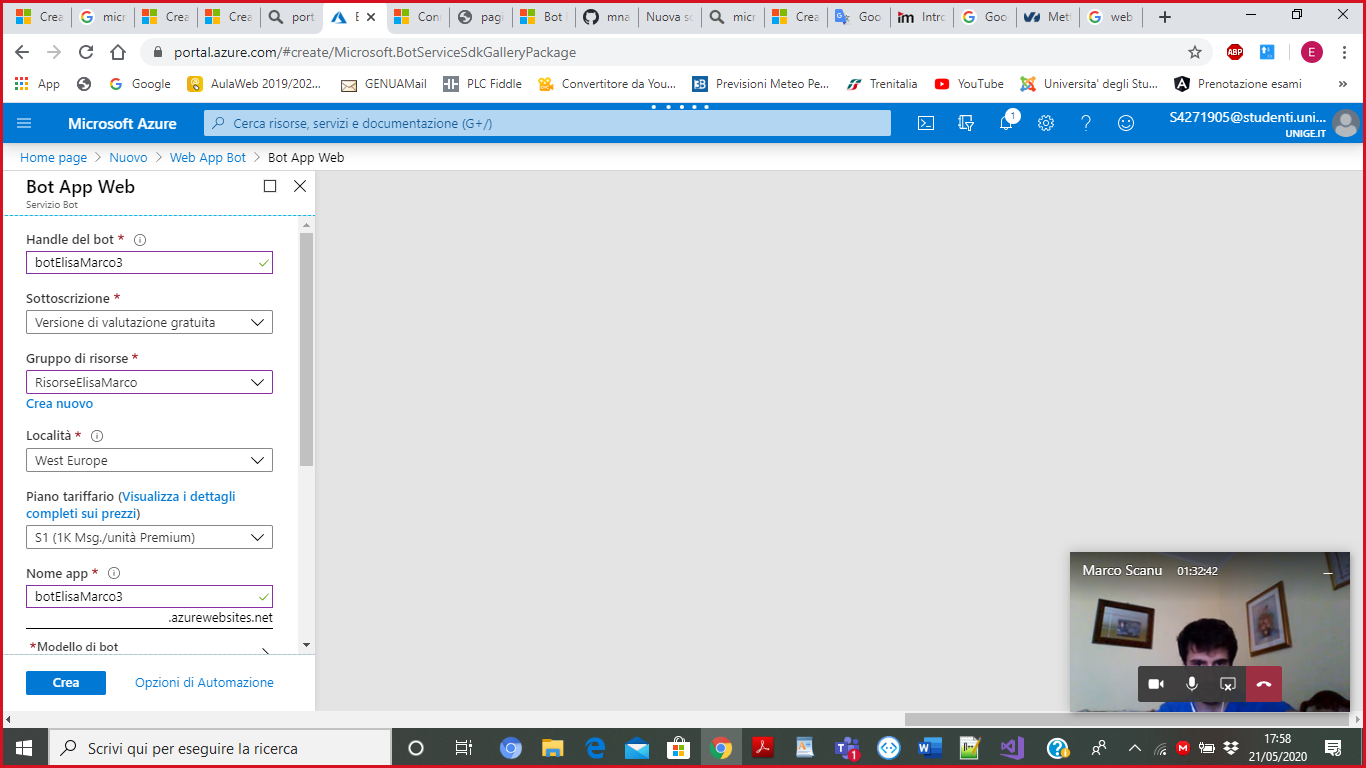 Crea
micr
Crea
Crea
port
Con
pag
Bot
mna
Nuova sc
micr
Crea
Goo
Intro
Goo
Met
web
portal.azure.com/#create/Microsoft.BotServiceSdkGalleryPackage
ABP
E
App
Google
AulaWeb 2019/202...
GENUAMail
PLC Fiddle
Convertitore da You...
Previsioni Meteo Pe...
Trenitalia
YouTube
Universita' degli Stu...
Prenotazione esami
»
Microsoft Azure
Cerca risorse, servizi e documentazione (G+/)
1
S4271905@studenti.uni...
UNIGE.IT
Home page > Nuovo > Web App Bot > Bot App Web
Bot App Web
Servizio Bot
Handle del bot *
botElisaMarco3
Sottoscrizione *
Versione di valutazione gratuita
Gruppo di risorse *
RisorseElisaMarco
Crea nuovo
Località *
West Europe
Piano tariffario (Visualizza i dettagli
completi sui prezzi)
S1 (1K Msg./unità Premium)
Nome app *
botElisaMarco3
.azurewebsites.net
*Modello di bot
Crea
Opzioni di Automazione
Marco Scanu 01:32:42
Scrivi qui per eseguire la ricerca
17:58
21/05/2020